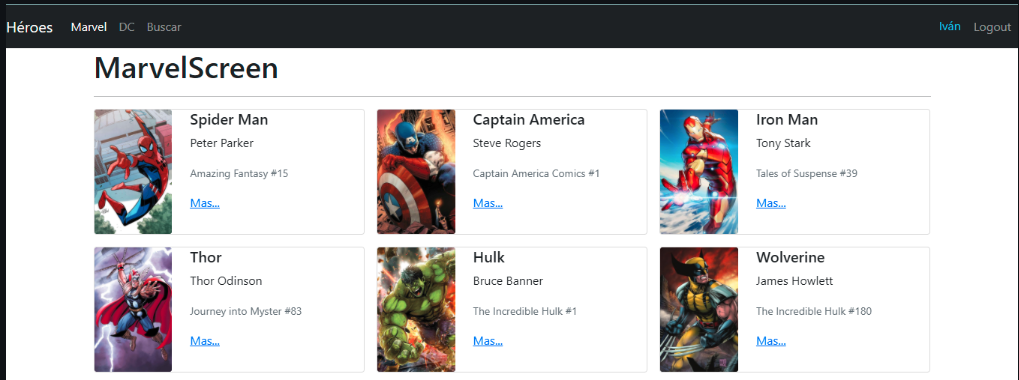 Héroes Marvel DC Buscar Iván Logout
MarvelScreen
Spider Man
Peter Parker
Amazing Fantasy #15
Mas...
Captain America
Steve Rogers
Captain America Comics #1
Mas...
Iron Man
Tony Stark
Tales of Suspense #39
Mas...
Thor
Thor Odinson
Journey into Myster #83
Mas...
Hulk
Bruce Banner
The Incredible Hulk #1
Mas...
Wolverine
James Howlett
The Incredible Hulk #180
Mas...